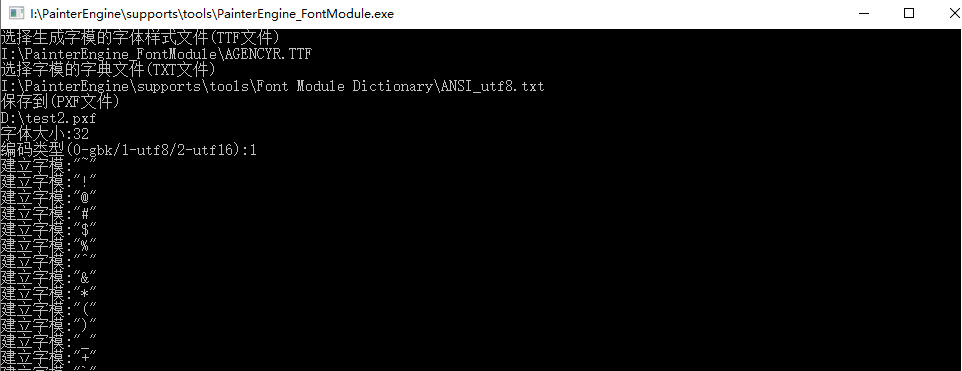 I:\PainterEngine\supports\tools\PainterEngine_FontModule.exe
选择生成字模的字体样式文件(TTF文件)
I:\PainterEngine_FontModule\AGENCYR.TTF
选择字模的字典文件(TXT文件)
I:\PainterEngine\supports\tools\Font Module Dictionary\ANSI_utf8.txt
保存到(PXF文件)
D:\test2.pxf
字体大小:32
编码类型(0-gbk/1-utf8/2-utf16):1
建立字模:"~"
建立字模:"!"
建立字模:"@"
建立字模:"#"
建立字模:"$"
建立字模:"%"
建立字模:"^"
建立字模:"&"
建立字模:"*"
建立字模:"("
建立字模:")"
建立字模:"_"
建立字模:"+"
建立字模:"`"